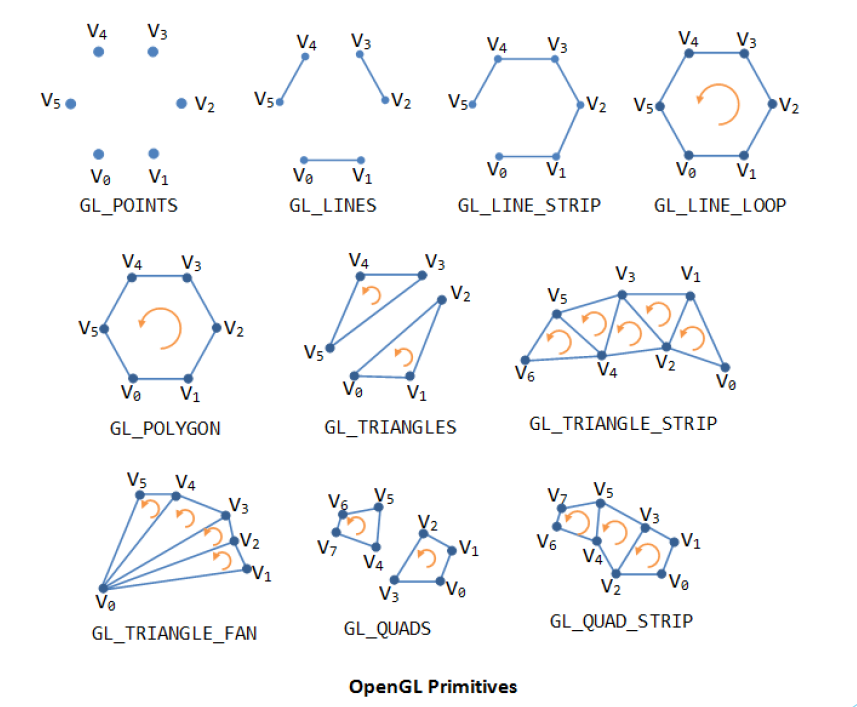 V4 V3
V5 V2
V0 V1
GL_POINTS
V4 V3
V5 V2
V0 V1
GL_LINES
V4 V3
V5 V2
V0 V1
GL_LINE_STRIP
V4 V3
V5 V2
V0 V1
GL_LINE_LOOP
V4 V3
V5 V2
V0 V1
GL_POLYGON
V4 V3
V2
V5
V0 V1
GL_TRIANGLES
V3 V1
V5
V6 V4 V2 V0
GL_TRIANGLE_STRIP
V5 V4
V3
V2
V1
V0
GL_TRIANGLE_FAN
V6 V5
V2
V7 V1
V4
V3 V0
GL_QUADS
V7 V5
V3
V6 V1
V4
V2 V0
GL_QUAD_STRIP
OpenGL Primitives